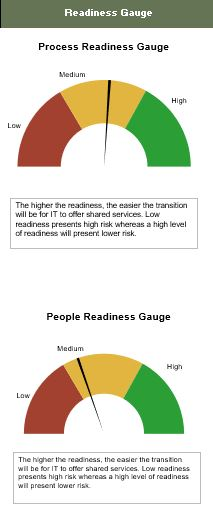 Readiness Gauge
Process Readiness Gauge
Medium
High
Low
The higher the readiness, the easier the transition
will be for IT to offer shared services. Low
readiness presents high risk whereas a high level
of readiness will present lower risk.
People Readiness Gauge
Medium
High
Low
The higher the readiness, the easier the transition
will be for IT to offer shared services. Low readiness
presents high risk whereas a high level of readiness
will present lower risk.